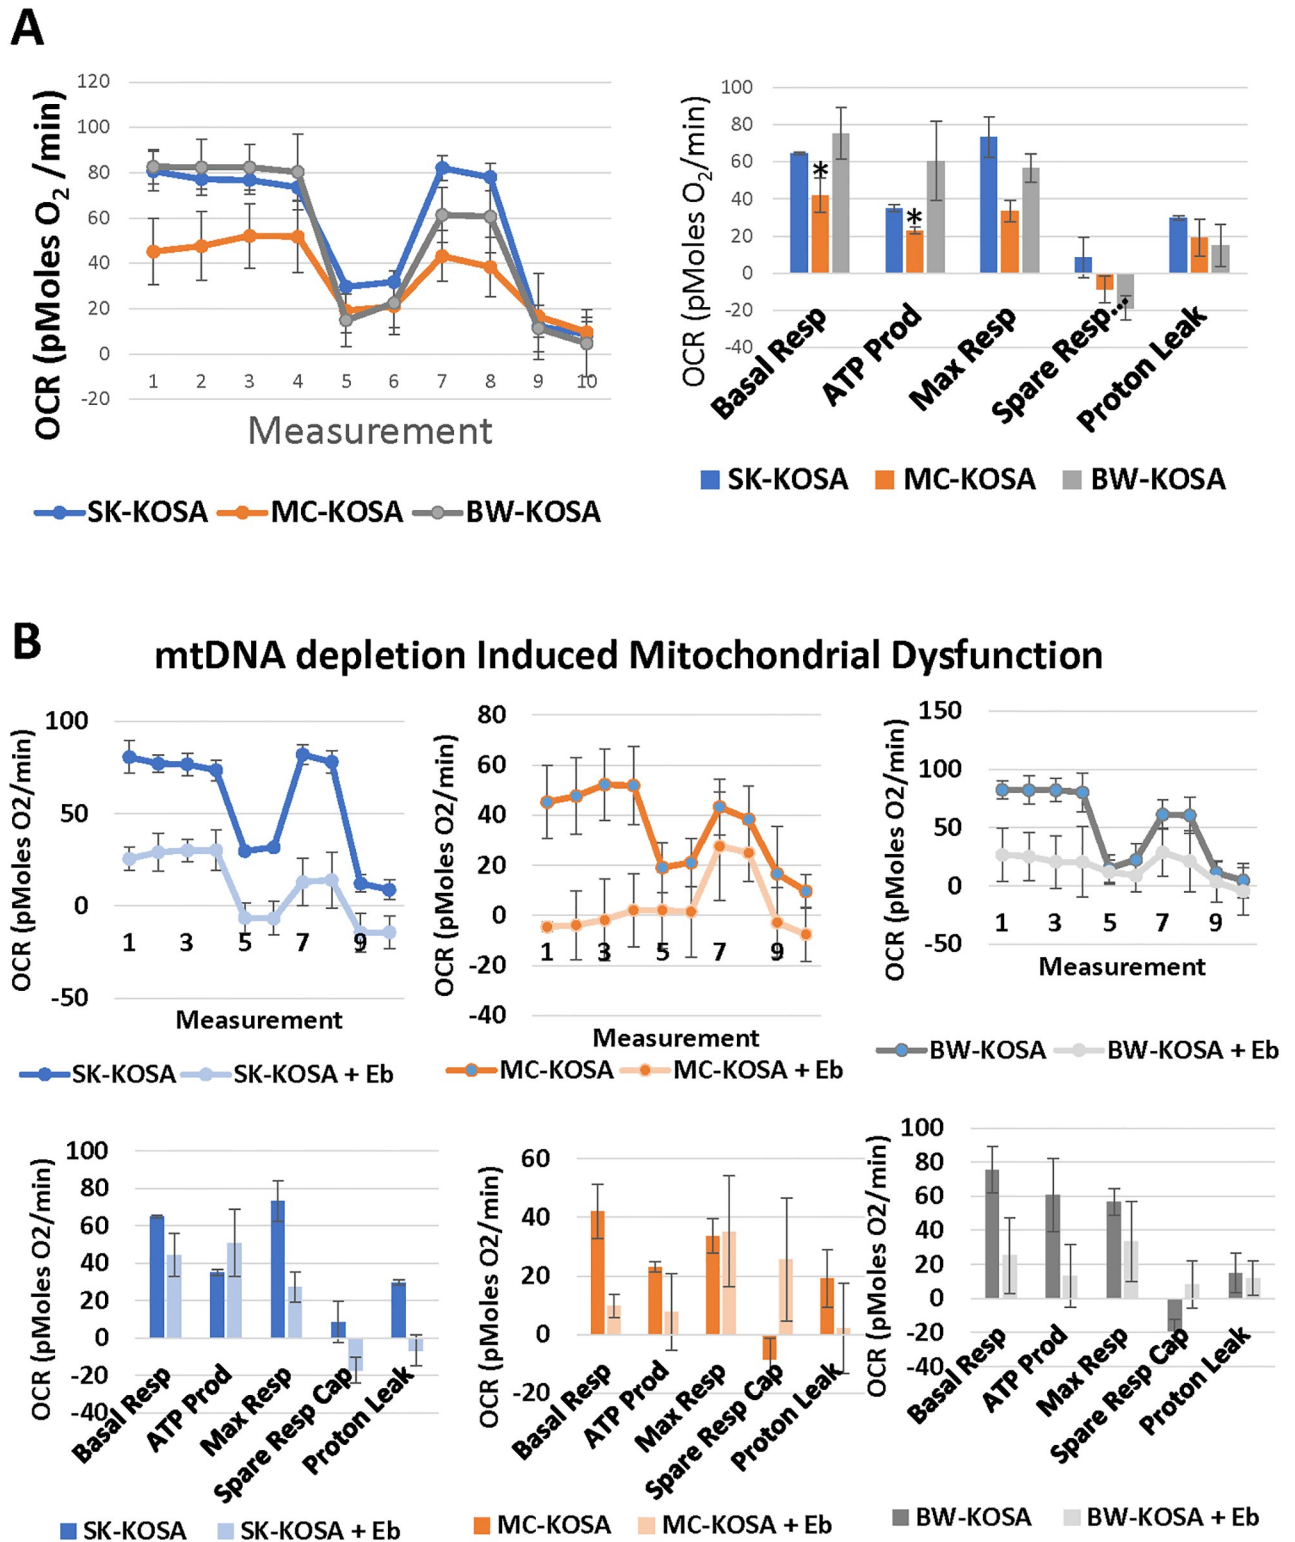 A
OCR (pMoles O2 /min)
120
100
80
60
40
20
0
-20
1 2 3 4 5 6 7 8 9 10
Measurement
SK-KOSA MC-KOSA BW-KOSA
OCR (pMoles O2/min)
100
80
60
40
20
0
-20
-40
*
*
Basal Resp
ATP Prod
Max Resp
Spare Resp...
Proton Leak
SK-KOSA MC-KOSA BW-KOSA
B
mtDNA depletion Induced Mitochondrial Dysfunction
OCR (pMoles O2/min)
100
50
0
-50
1 3 5 7 9
Measurement
SK-KOSA SK-KOSA + Eb
OCR (pMoles O2/min)
80
60
40
20
0
-20
-40
1 3 5 7 9
Measurement
MC-KOSA MC-KOSA + Eb
OCR (pMoles O2/min)
150
100
50
0
-50
1 3 5 7 9
Measurement
BW-KOSA BW-KOSA + Eb
OCR (pMoles O2/min)
100
80
60
40
20
0
-20
-40
Basal Resp
ATP Prod
Max Resp
Spare Resp Cap
Proton Leak
SK-KOSA SK-KOSA + Eb
OCR (pMoles O2/min)
60
40
20
0
-20
Basal Resp
ATP Prod
Max Resp
Spare Resp Cap
Proton Leak
MC-KOSA MC-KOSA + Eb
OCR (pMoles O2/min)
100
80
60
40
20
0
-20
-40
Basal Resp
ATP Prod
Max Resp
Spare Resp Cap
Proton Leak
BW-KOSA BW-KOSA + Eb